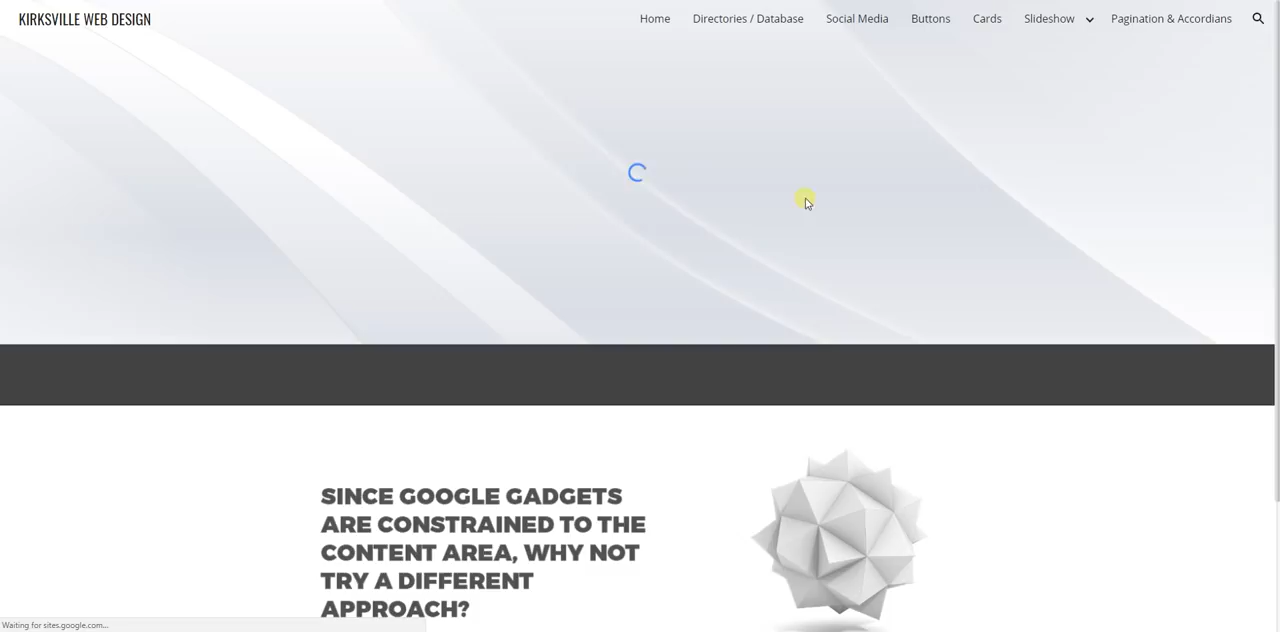 KIRKSVILLE WEB DESIGN
Home
Directories / Database
Social Media
Buttons
Cards
Slideshow
Pagination & Accordians
SINCE GOOGLE GADGETS
ARE CONSTRAINED TO THE
CONTENT AREA, WHY NOT
TRY A DIFFERENT
APPROACH?
Waiting for sites.google.com...